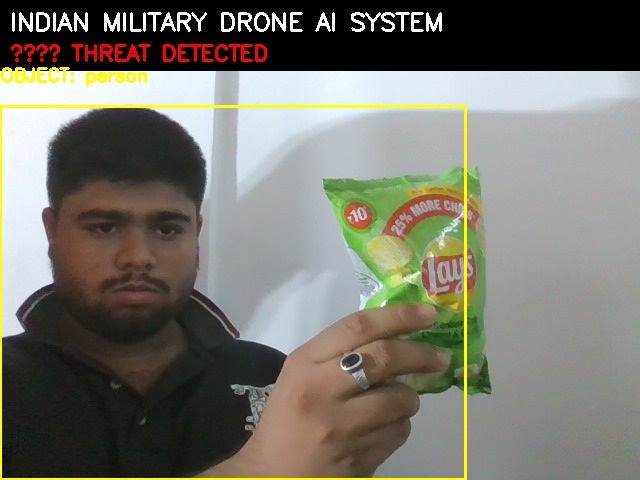 INDIAN MILITARY DRONE AI SYSTEM
???? THREAT DETECTED
OBJECT: person
₹10
25% MORE CHIPS
Lay's